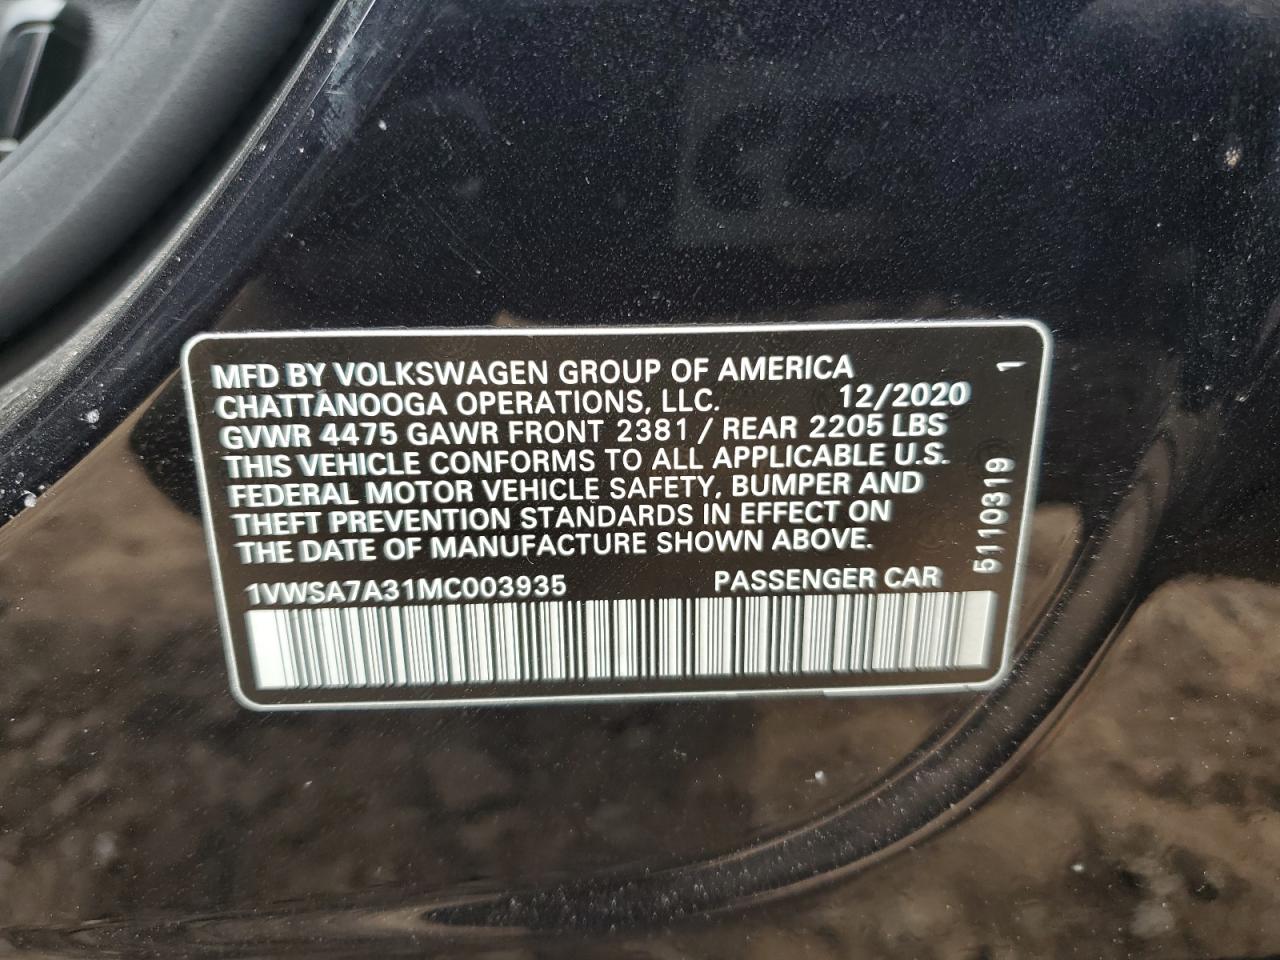 MFD BY VOLKSWAGEN GROUP OF AMERICA
CHATTANOOGA OPERATIONS, LLC. 12/2020
GVWR 4475 GAWR FRONT 2381 / REAR 2205 LBS
THIS VEHICLE CONFORMS TO ALL APPLICABLE U.S.
FEDERAL MOTOR VEHICLE SAFETY, BUMPER AND
THEFT PREVENTION STANDARDS IN EFFECT ON
THE DATE OF MANUFACTURE SHOWN ABOVE.
1VWSA7A31MC003935 PASSENGER CAR
5110319 1